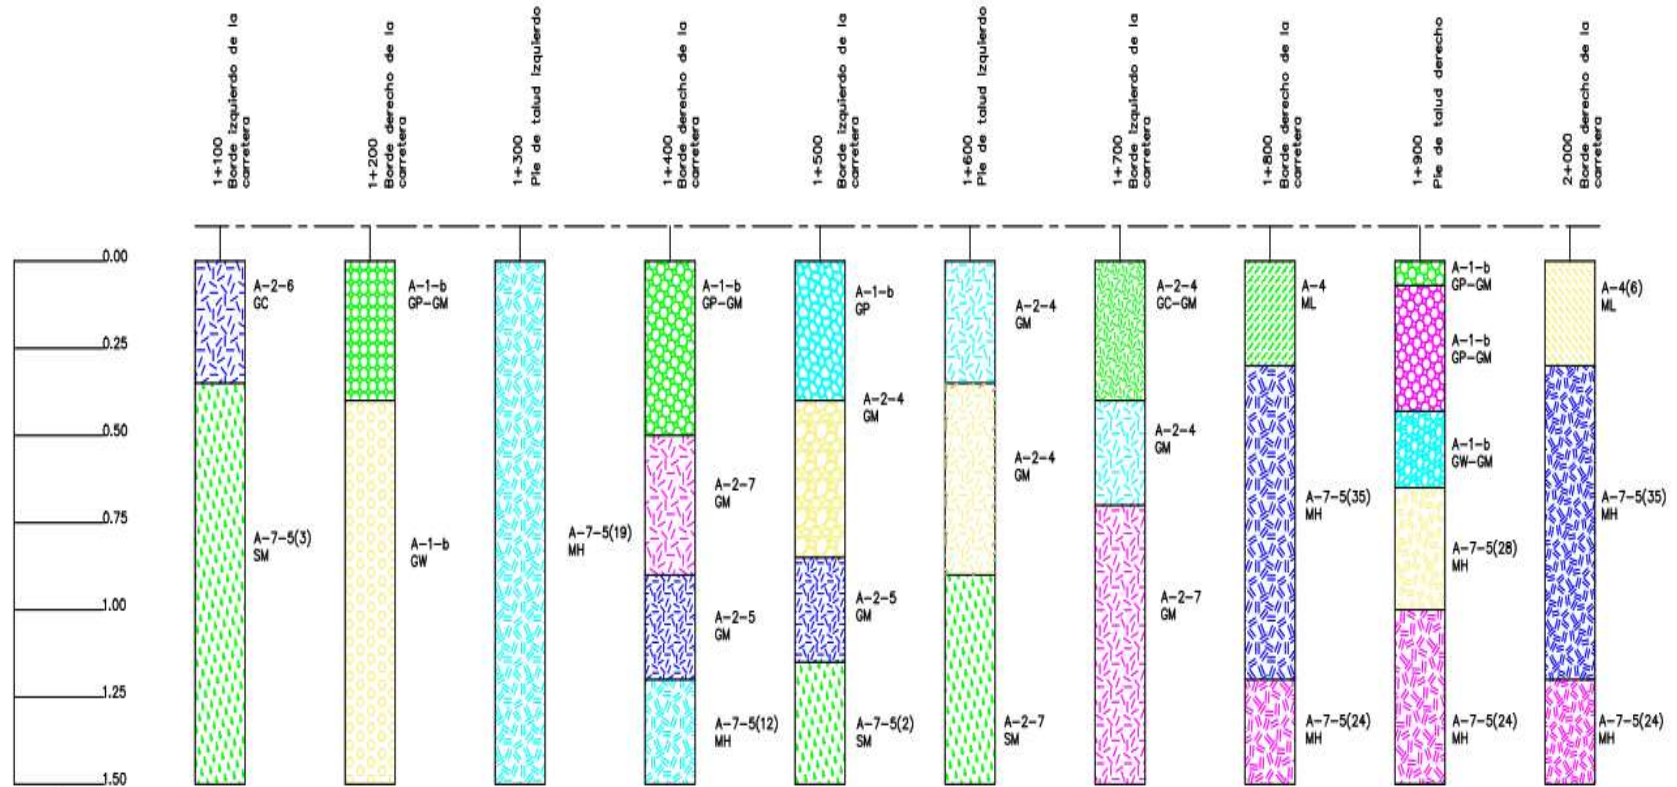 1+100
Borde izquierdo de la
carretera
1+200
Borde derecho de la
carretera
1+300
Pie de talud izquierdo
1+400
Borde derecho de la
carretera
1+500
Borde izquierdo de la
carretera
1+600
Pie de talud izquierdo
1+700
Borde izquierdo de la
carretera
1+800
Borde derecho de la
carretera
1+900
Pie de talud derecho
2+000
Borde derecho de la
carretera
0.00
0.25
0.50
0.75
1.00
1.25
1.50
A-2-6
GC
A-7-5(3)
SM
A-1-b
GP-GM
A-1-b
GW
A-7-5(19)
MH
A-1-b
GP-GM
A-2-7
GM
A-2-5
GM
A-7-5(12)
MH
A-1-b
GP
A-2-4
GM
A-2-5
GM
A-7-5(2)
SM
A-2-4
GM
A-2-4
GM
A-2-7
SM
A-2-4
GC-GM
A-2-4
GM
A-2-7
GM
A-4
ML
A-7-5(35)
MH
A-7-5(24)
MH
A-1-b
GP-GM
A-1-b
GP-GM
A-1-b
GW-GM
A-7-5(28)
MH
A-7-5(24)
MH
A-4(6)
ML
A-7-5(35)
MH
A-7-5(24)
MH